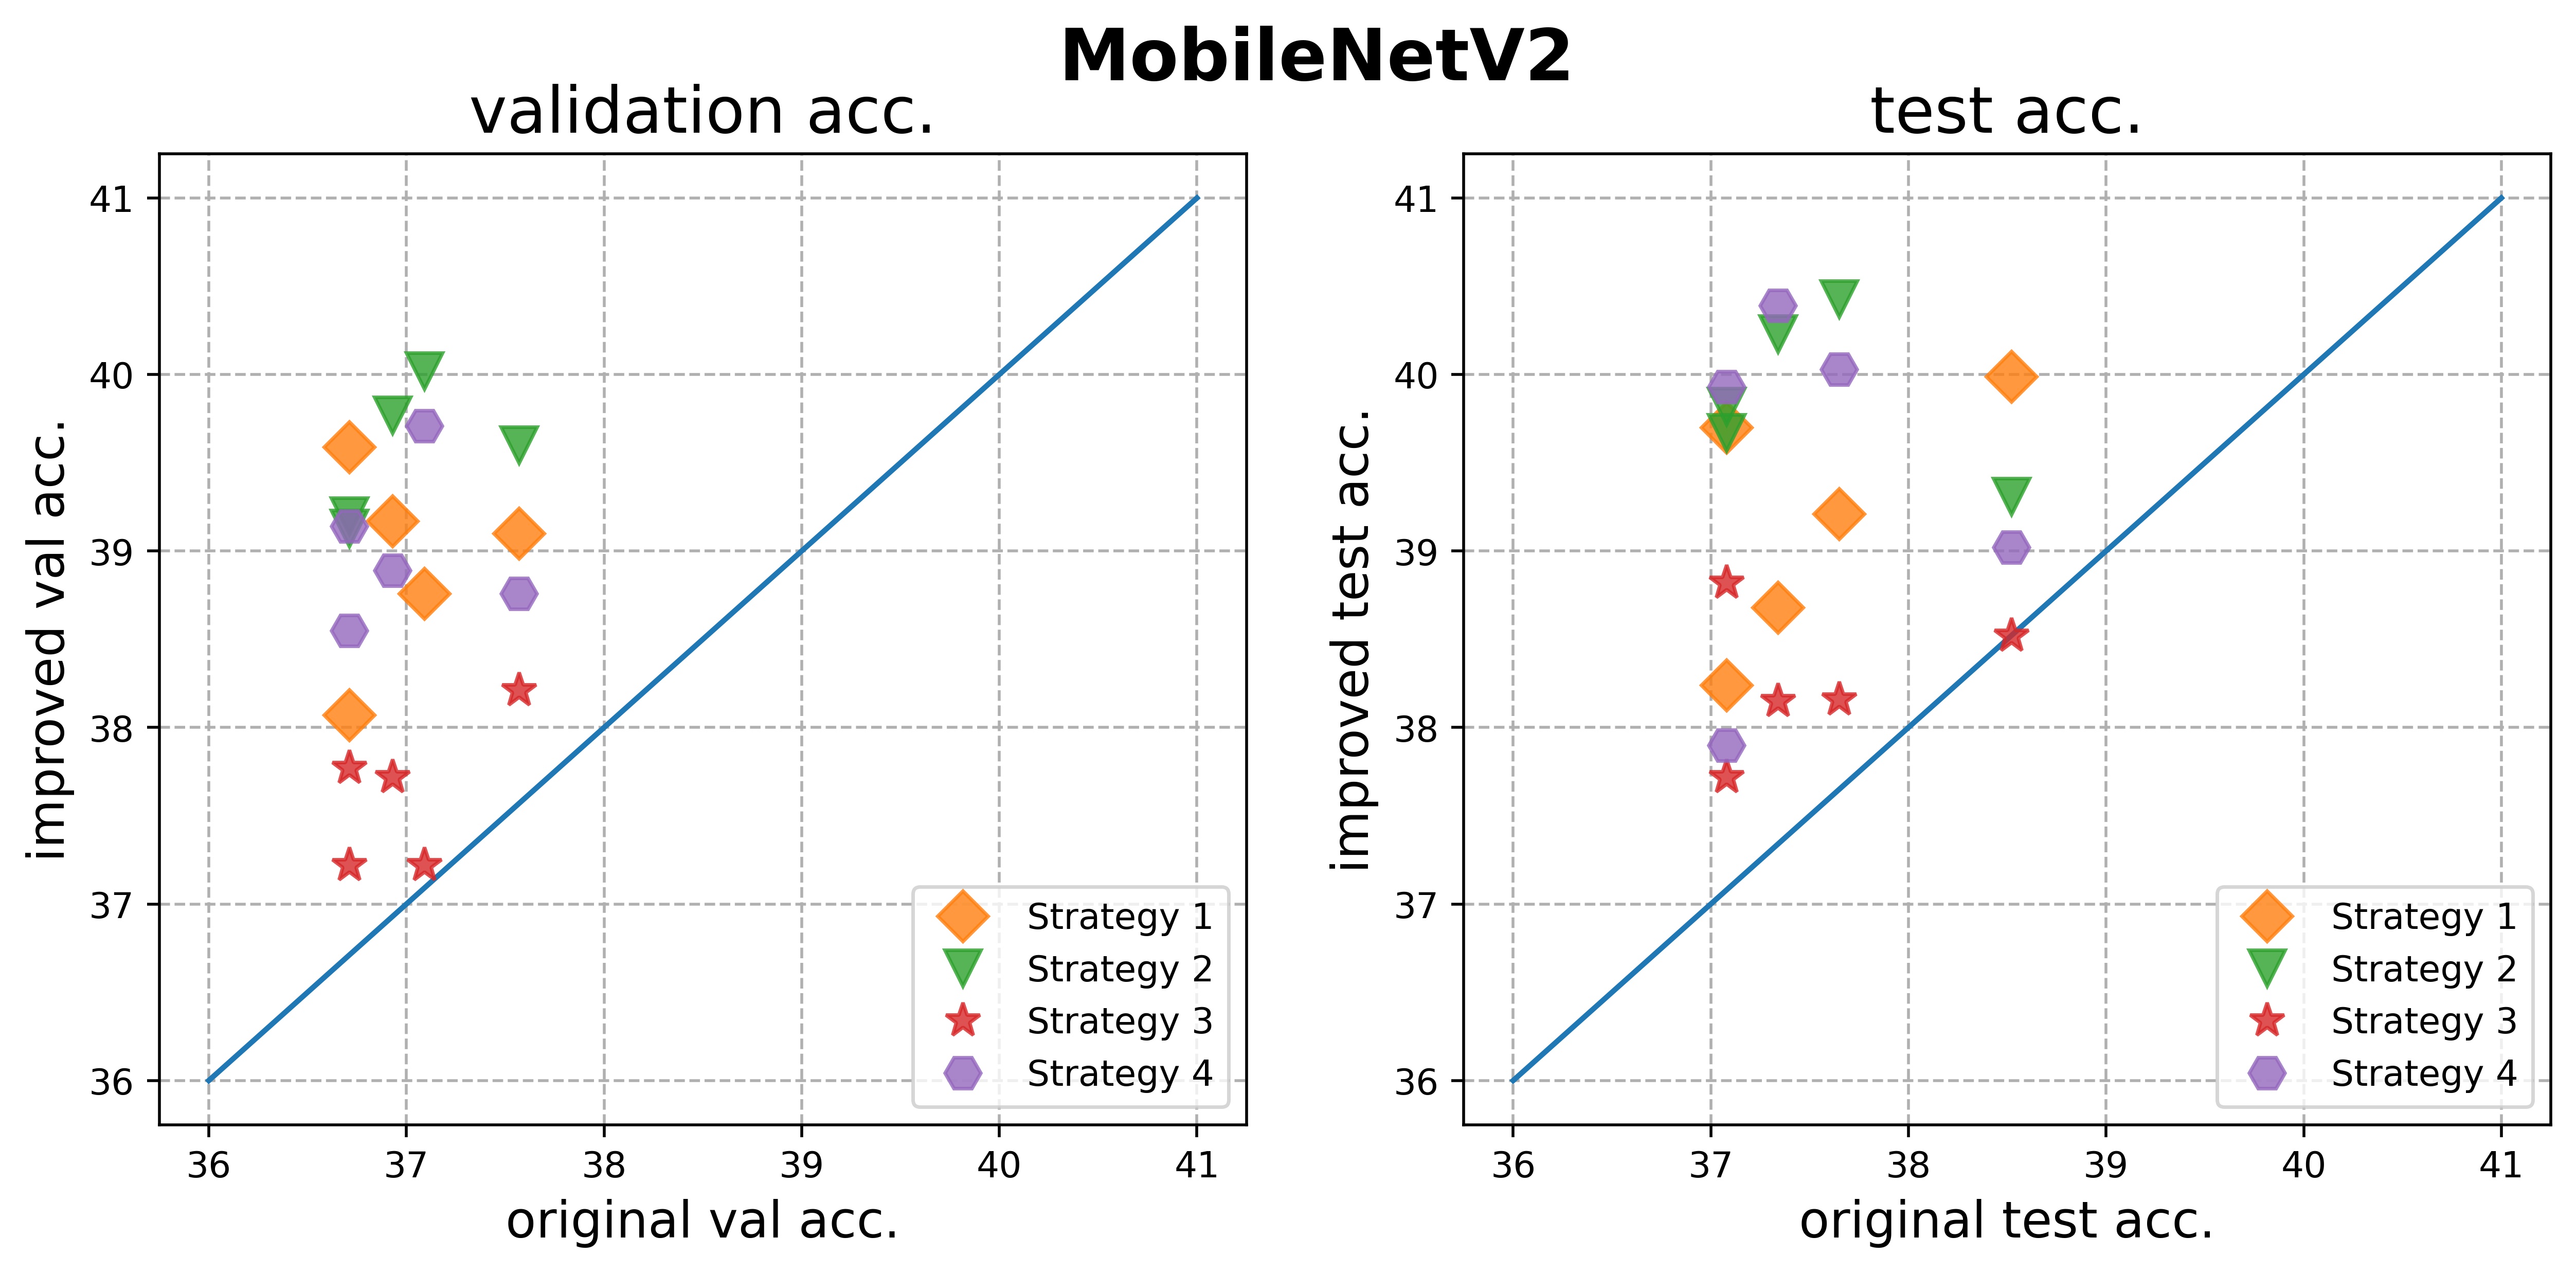 MobileNetV2
validation acc.
41
40
39
38
37
36
improved val acc.
Strategy 1
Strategy 2
Strategy 3
Strategy 4
36 37 38 39 40 41
original val acc.
test acc.
41
40
39
38
37
36
improved test acc.
Strategy 1
Strategy 2
Strategy 3
Strategy 4
36 37 38 39 40 41
original test acc.